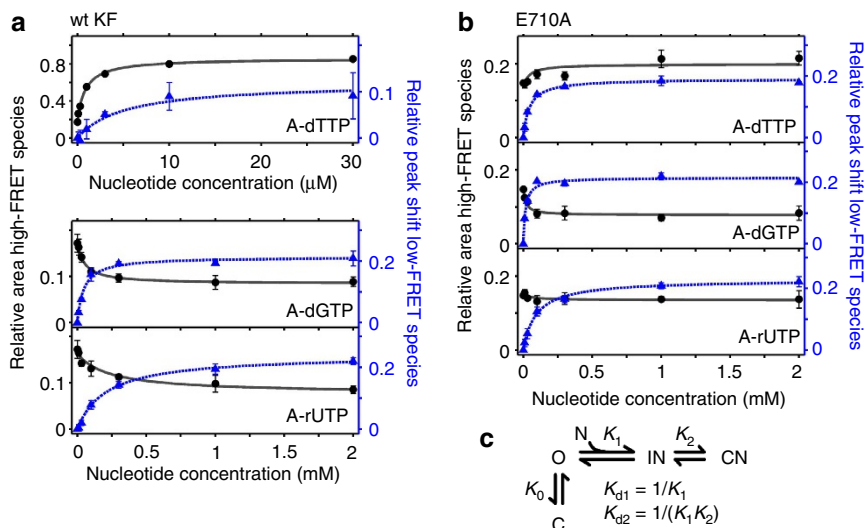 a
wt KF
Relative area high-FRET species
0.8
0.4
0
0.1
0
A-dTTP
0 10 20 30
Nucleotide concentration (μM)
0.1
0
0.2
0
A-dGTP
0.1
0
0.2
0
A-rUTP
0 0.5 1 1.5 2
Nucleotide concentration (mM)
Relative peak shift low-FRET species
b
E710A
Relative area high-FRET species
0.2
0
0.2
0
A-dTTP
0.2
0
0.2
0
A-dGTP
0.2
0
0.2
0
A-rUTP
0 0.5 1 1.5 2
Nucleotide concentration (mM)
Relative peak shift low-FRET species
c
N K1 K2
O IN CN
K0 Kd1 = 1/K1
Kd2 = 1/(K1K2)
C